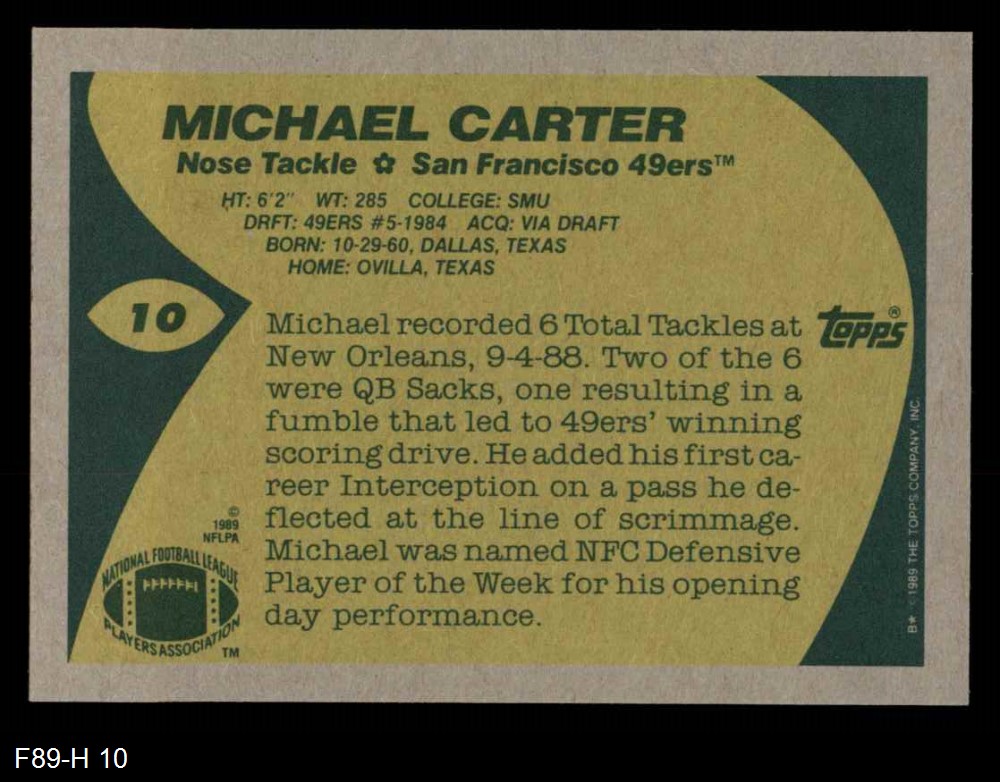 MICHAEL CARTER
Nose Tackle ✿ San Francisco 49ers™
HT: 6'2" WT: 285 COLLEGE: SMU
DRFT: 49ERS #5-1984 ACQ: VIA DRAFT
BORN: 10-29-60, DALLAS, TEXAS
HOME: OVILLA, TEXAS
10
topps®
Michael recorded 6 Total Tackles at
New Orleans, 9-4-88. Two of the 6
were QB Sacks, one resulting in a
fumble that led to 49ers' winning
scoring drive. He added his first ca-
reer Interception on a pass he de-
flected at the line of scrimmage.
Michael was named NFC Defensive
Player of the Week for his opening
day performance.
©
1989
NFLPA
NATIONAL FOOTBALL LEAGUE
PLAYERS ASSOCIATION
TM
B* © 1989 THE TOPPS COMPANY, INC.
F89-H 10